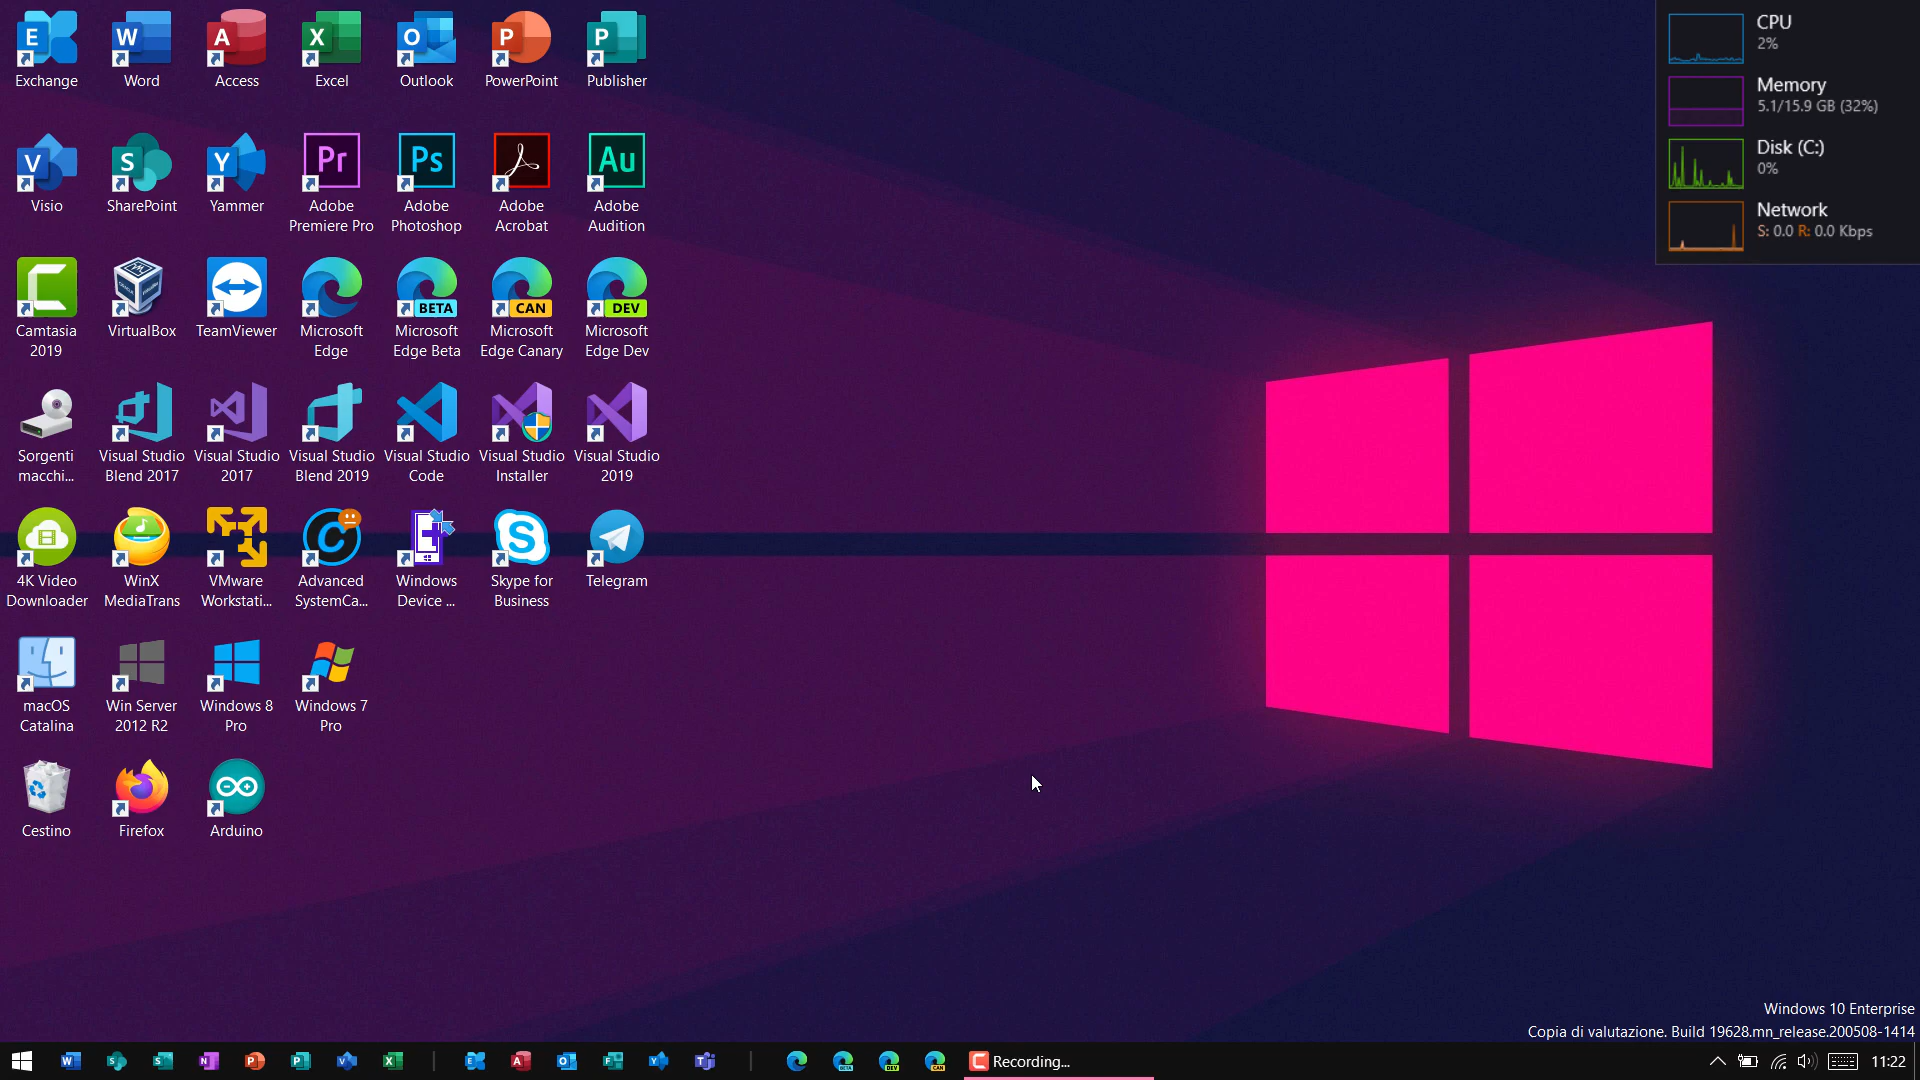 Exchange
Word
Access
Excel
Outlook
PowerPoint
Publisher
Visio
SharePoint
Yammer
Adobe
Premiere Pro
Adobe
Photoshop
Adobe
Acrobat
Adobe
Audition
Camtasia
2019
VirtualBox
TeamViewer
Microsoft
Edge
BETA
Microsoft
Edge Beta
CAN
Microsoft
Edge Canary
DEV
Microsoft
Edge Dev
Sorgenti
macchi...
Visual Studio
Blend 2017
Visual Studio
2017
Visual Studio
Blend 2019
Visual Studio
Code
Visual Studio
Installer
Visual Studio
2019
4K Video
Downloader
WinX
MediaTrans
VMware
Workstati...
Advanced
SystemCa...
Windows
Device ...
Skype for
Business
Telegram
macOS
Catalina
Win Server
2012 R2
Windows 8
Pro
Windows 7
Pro
Cestino
Firefox
Arduino
CPU
2%
Memory
5.1/15.9 GB (32%)
Disk (C:)
0%
Network
S: 0.0 R: 0.0 Kbps
Windows 10 Enterprise
Copia di valutazione. Build 19628.mn_release.200508-1414
Recording...
11:22